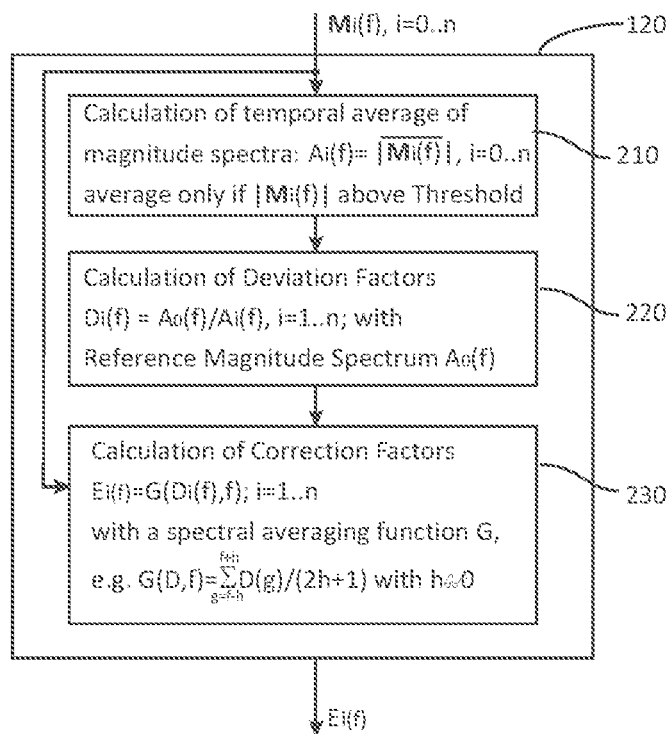 Mi(f), i=0..n
120
Calculation of temporal average of
magnitude spectra: Ai(f)= |M̅i̅(̅f̅)̅|, i=0..n
average only if |Mi(f)| above Threshold
210
Calculation of Deviation Factors
Di(f) = A0(f)/Ai(f), i=1..n; with
Reference Magnitude Spectrum A0(f)
220
Calculation of Correction Factors
Ei(f)=G(Di(f),f); i=1..n
with a spectral averaging function G,
f+h
e.g. G(D,f)=∑D(g)/(2h+1) with h≥0
g=f-h
230
Ei(f)